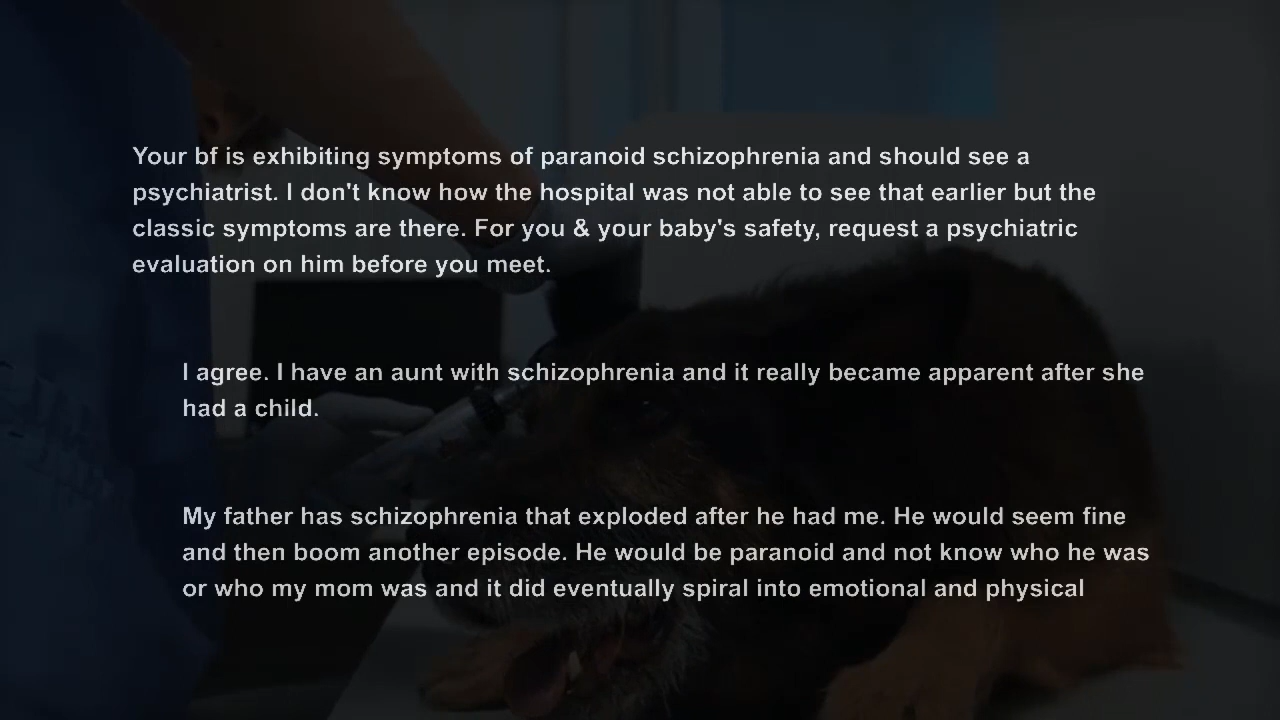 Your bf is exhibiting symptoms of paranoid schizophrenia and should see a
psychiatrist. I don't know how the hospital was not able to see that earlier but the
classic symptoms are there. For you & your baby's safety, request a psychiatric
evaluation on him before you meet.
I agree. I have an aunt with schizophrenia and it really became apparent after she
had a child.
My father has schizophrenia that exploded after he had me. He would seem fine
and then boom another episode. He would be paranoid and not know who he was
or who my mom was and it did eventually spiral into emotional and physical